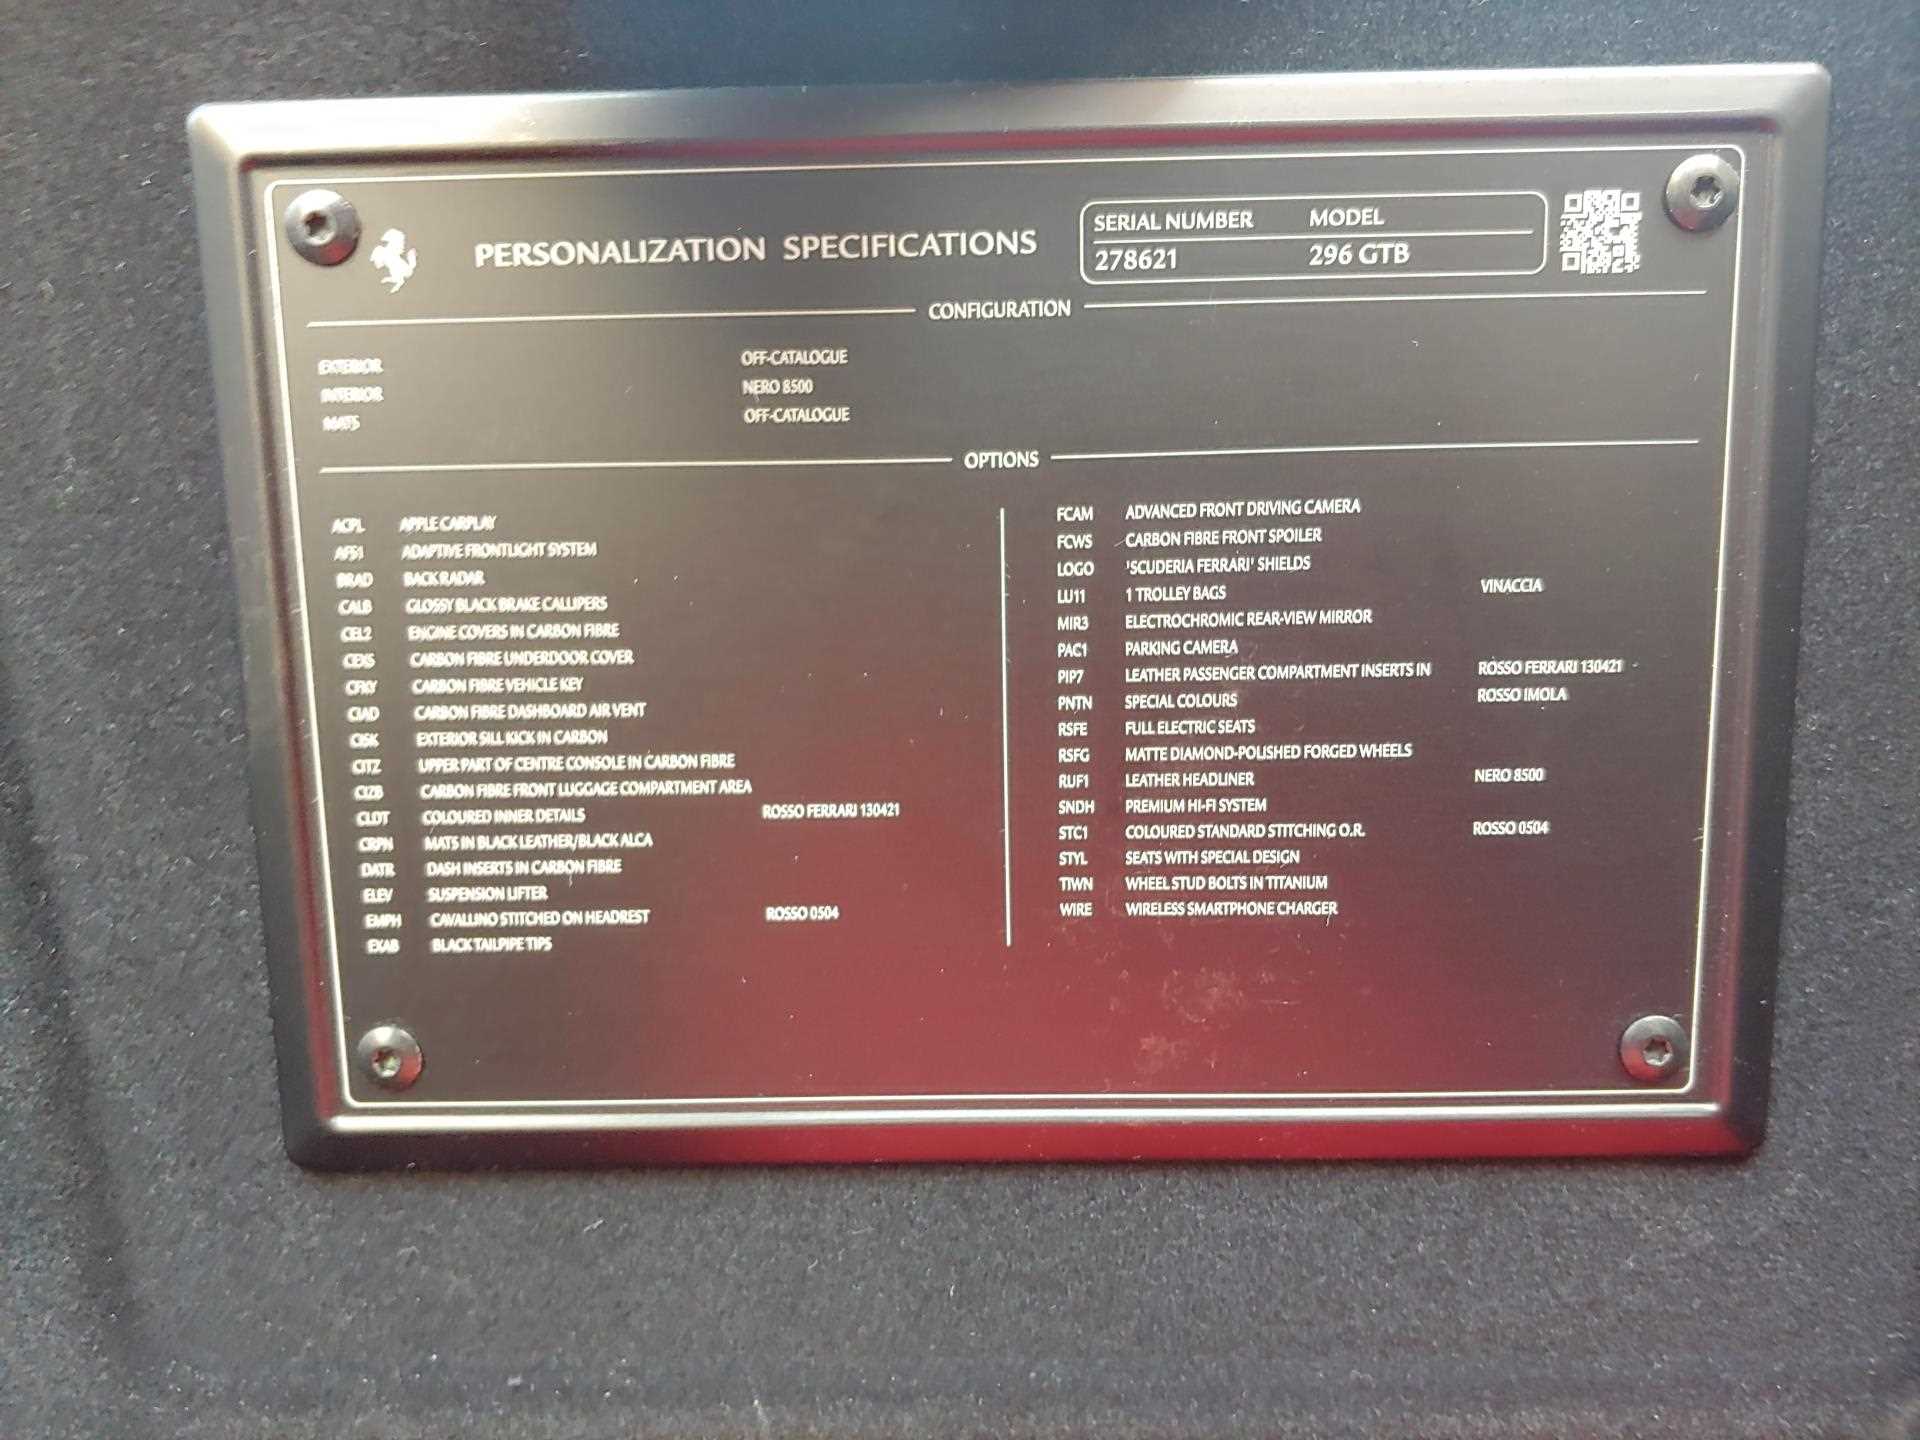 PERSONALIZATION SPECIFICATIONS
SERIAL NUMBER MODEL
278621 296 GTB
CONFIGURATION
EXTERIOR OFF-CATALOGUE
INTERIOR NERO 8500
MATS OFF-CATALOGUE
OPTIONS
ACPL APPLE CARPLAY
AFS1 ADAPTIVE FRONTLIGHT SYSTEM
BRAD BACK RADAR
CALB GLOSSY BLACK BRAKE CALLIPERS
CEL2 ENGINE COVERS IN CARBON FIBRE
CEXS CARBON FIBRE UNDERDOOR COVER
CFKY CARBON FIBRE VEHICLE KEY
CIAD CARBON FIBRE DASHBOARD AIR VENT
CISK EXTERIOR SILL KICK IN CARBON
CITZ UPPER PART OF CENTRE CONSOLE IN CARBON FIBRE
CIZB CARBON FIBRE FRONT LUGGAGE COMPARTMENT AREA
CLDT COLOURED INNER DETAILS ROSSO FERRARI 130421
CRPN MATS IN BLACK LEATHER/BLACK ALCA
DATR DASH INSERTS IN CARBON FIBRE
ELEV SUSPENSION LIFTER
EMPH CAVALLINO STITCHED ON HEADREST ROSSO 0504
EXAB BLACK TAILPIPE TIPS
FCAM ADVANCED FRONT DRIVING CAMERA
FCWS CARBON FIBRE FRONT SPOILER
LOGO 'SCUDERIA FERRARI' SHIELDS
LU11 1 TROLLEY BAGS VINACCIA
MIR3 ELECTROCHROMIC REAR-VIEW MIRROR
PAC1 PARKING CAMERA
PIP7 LEATHER PASSENGER COMPARTMENT INSERTS IN ROSSO FERRARI 130421
PNTN SPECIAL COLOURS ROSSO IMOLA
RSFE FULL ELECTRIC SEATS
RSFG MATTE DIAMOND-POLISHED FORGED WHEELS
RUF1 LEATHER HEADLINER NERO 8500
SNDH PREMIUM HI-FI SYSTEM
STC1 COLOURED STANDARD STITCHING O.R. ROSSO 0504
STYL SEATS WITH SPECIAL DESIGN
TIWN WHEEL STUD BOLTS IN TITANIUM
WIRE WIRELESS SMARTPHONE CHARGER